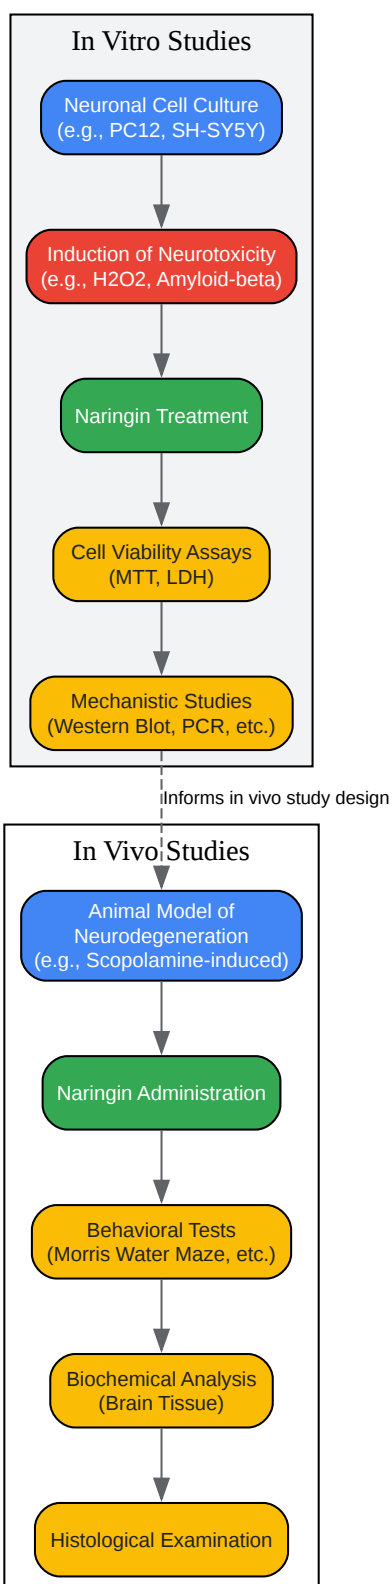 In Vitro Studies
Neuronal Cell Culture
(e.g., PC12, SH-SY5Y)
Induction of Neurotoxicity
(e.g., H2O2, Amyloid-beta)
Naringin Treatment
Cell Viability Assays
(MTT, LDH)
Mechanistic Studies
(Western Blot, PCR, etc.)
Informs in vivo study design
In Vivo Studies
Animal Model of
Neurodegeneration
(e.g., Scopolamine-induced)
Naringin Administration
Behavioral Tests
(Morris Water Maze, etc.)
Biochemical Analysis
(Brain Tissue)
Histological Examination